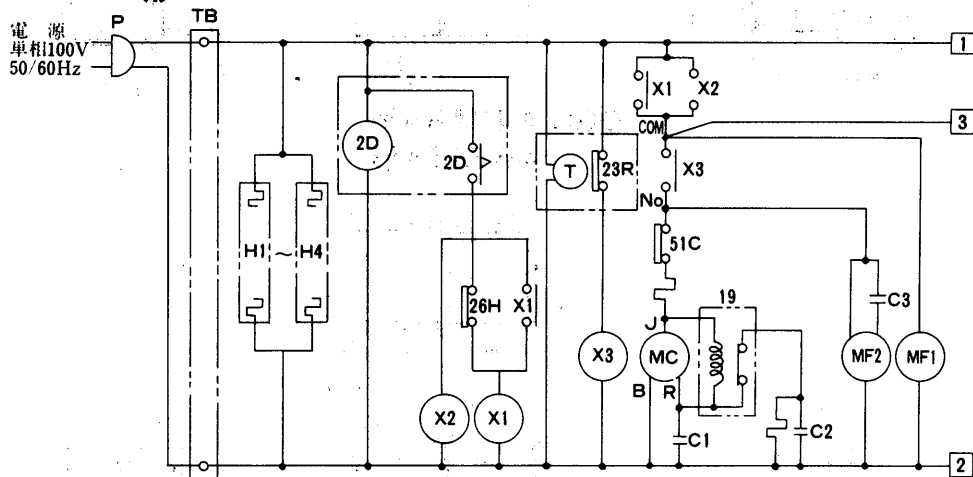 電源
単相100V
50/60Hz
P
TB
1
X1
X2
COM
3
2D
2D
T
23R
X3
No
51C
H1
～
H4
26H
X1
19
J
C3
X3
MC
MF2
MF1
B
R
X2
X1
C1
C2
2